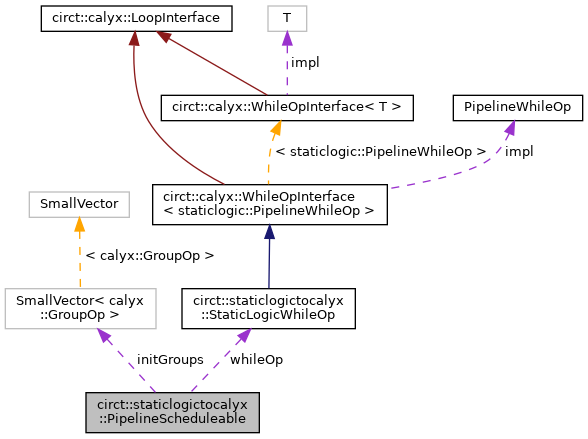 circt::calyx::LoopInterface
T
impl
circt::calyx::WhileOpInterface< T >
PipelineWhileOp
< staticlogic::PipelineWhileOp >
impl
SmallVector
circt::calyx::WhileOpInterface
< staticlogic::PipelineWhileOp >
< calyx::GroupOp >
SmallVector< calyx
::GroupOp >
circt::staticlogictocalyx
::StaticLogicWhileOp
initGroups
whileOp
circt::staticlogictocalyx
::PipelineScheduleable